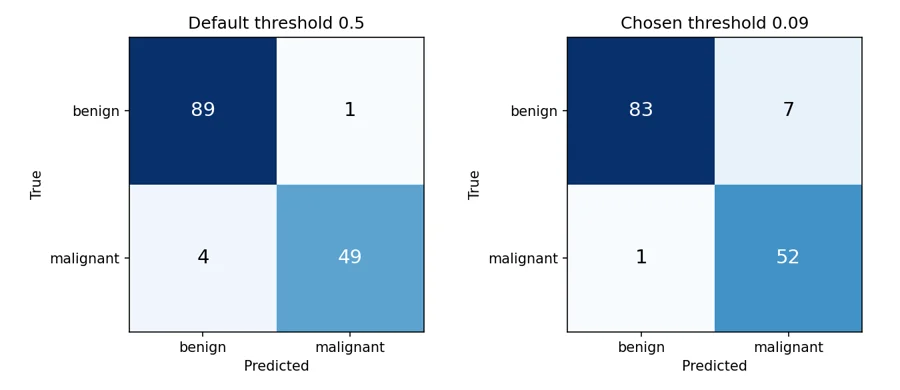 Default threshold 0.5
True
benign
89
1
malignant
4
49
benign
malignant
Predicted
Chosen threshold 0.09
True
benign
83
7
malignant
1
52
benign
malignant
Predicted